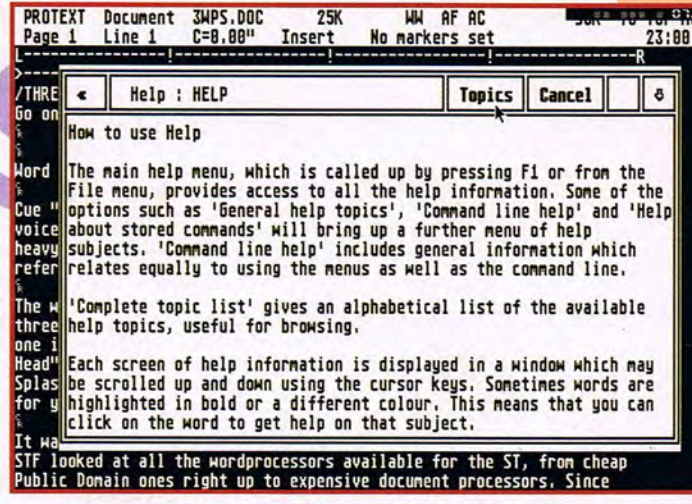 PROTEXT Document 3WPS.DOC 25K WW AF AC
Page 1 Line 1 C=0.00" Insert No markers set 23:00
L R
/THRE « Help : HELP Topics Cancel
Go on
How to use Help
Word The main help menu, which is called up by pressing F1 or from the
File menu, provides access to all the help information. Some of the
Cue " options such as 'General help topics', 'Command line help' and 'Help
voice about stored commands' will bring up a further menu of help
heavy subjects. 'Command line help' includes general information which
refer relates equally to using the menus as well as the command line.
The w 'Complete topic list' gives an alphabetical list of the available
three help topics, useful for browsing.
one i
Head" Each screen of help information is displayed in a window which may
Splas be scrolled up and down using the cursor keys. Sometimes words are
for y highlighted in bold or a different colour. This means that you can
click on the word to get help on that subject.
It wa
STF looked at all the wordprocessors available for the ST, from cheap
Public Domain ones right up to expensive document processors. Since